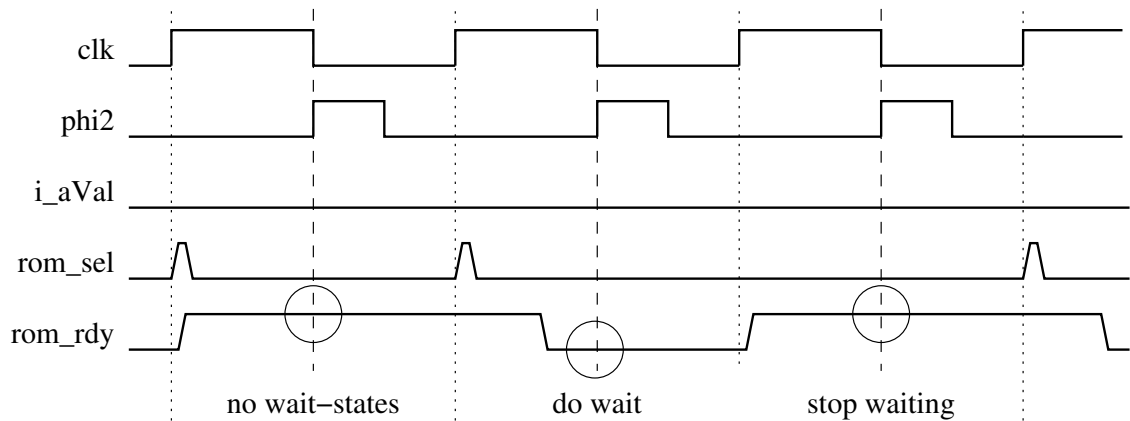 clk
phi2
i_aVal
rom_sel
rom_rdy
no wait−states do wait stop waiting